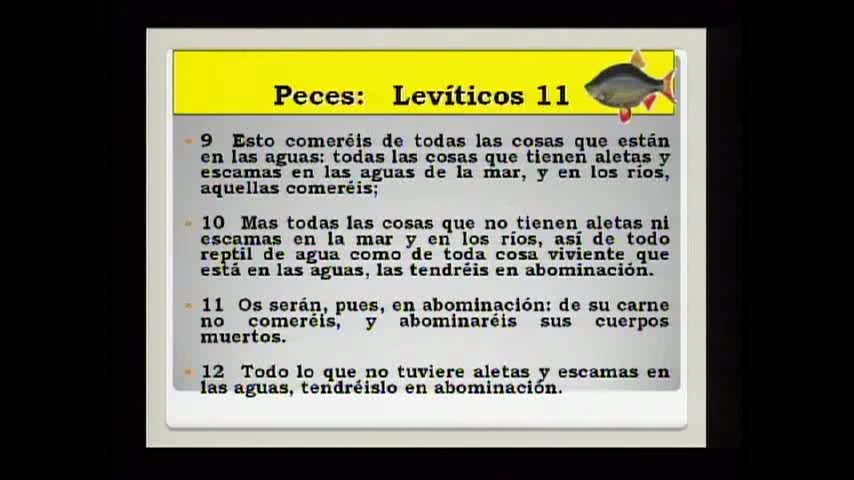 Peces: Levíticos 11
9 Esto comeréis de todas las cosas que están
en las aguas: todas las cosas que tienen aletas y
escamas en las aguas de la mar, y en los ríos,
aquellas comeréis;
10 Mas todas las cosas que no tienen aletas ni
escamas en la mar y en los ríos, así de todo
reptil de agua como de toda cosa viviente que
está en las aguas, las tendréis en abominación.
11 Os serán, pues, en abominación: de su carne
no comeréis, y abominaréis sus cuerpos
muertos.
12 Todo lo que no tuviere aletas y escamas en
las aguas, tendréislo en abominación.